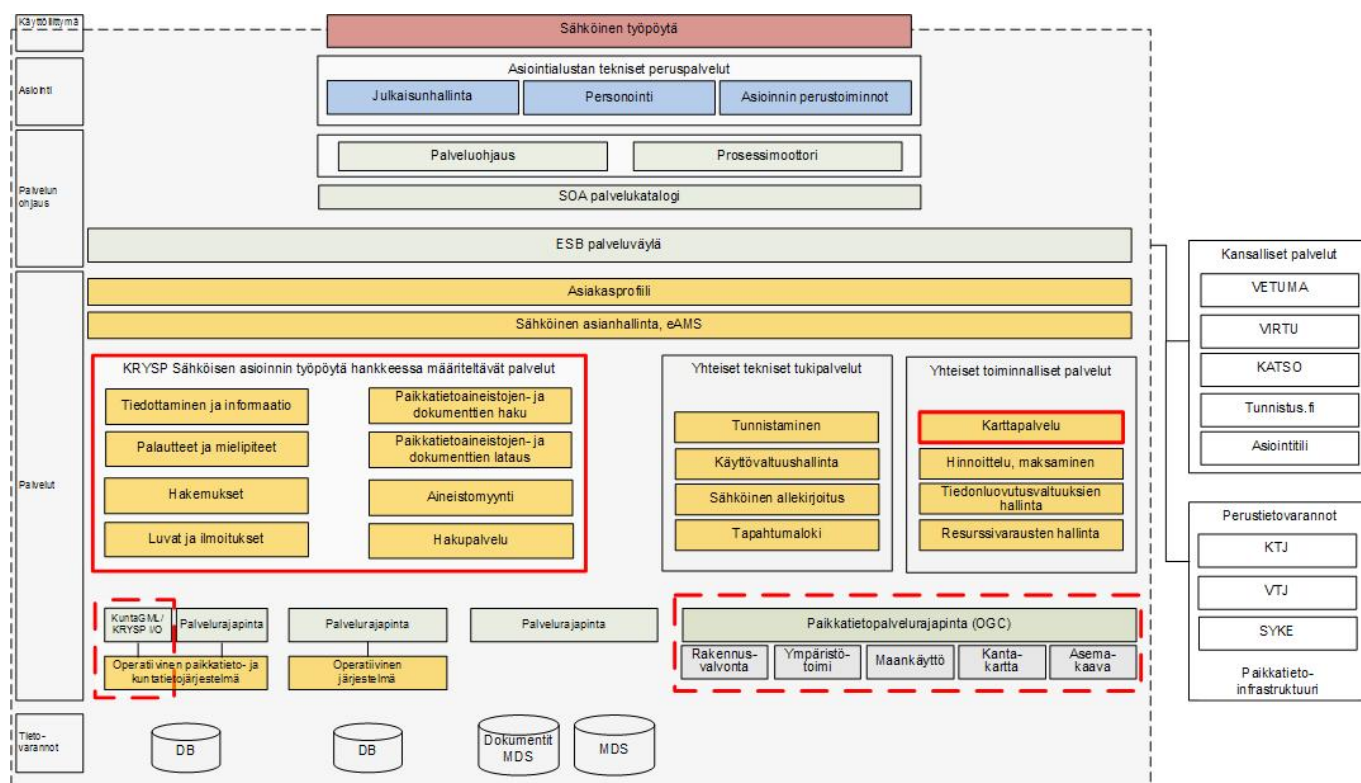 Käyttöliittymä
Sähköinen työpöytä
Asiointi
Asiointialustan tekniset peruspalvelut
Julkaisunhallinta
Personointi
Asioinnin perustoiminnot
Palvelun
ohjaus
Palveluohjaus
Prosessimoottori
SOA palvelukatalogi
ESB palveluväylä
Palvelut
Asiakasprofiili
Sähköinen asianhallinta, eAMS
KRYSP Sähköisen asioinnin työpöytä hankkeessa määriteltävät palvelut
Tiedottaminen ja informaatio
Palautteet ja mielipiteet
Hakemukset
Luvat ja ilmoitukset
Paikkatietoaineistojen- ja
dokumenttien haku
Paikkatietoaineistojen- ja
dokumenttien lataus
Aineistomyynti
Hakupalvelu
Yhteiset tekniset tukipalvelut
Tunnistaminen
Käyttövaltuushallinta
Sähköinen allekirjoitus
Tapahtumaloki
Yhteiset toiminnalliset palvelut
Karttapalvelu
Hinnoittelu, maksaminen
Tiedonluovutusvaltuuksien
hallinta
Resurssivarausten hallinta
KuntaGML/
KRYSP I/O
Palvelurajapinta
Operatiivinen paikkatieto- ja
kuntatietojärjestelmä
Palvelurajapinta
Operatiivinen
järjestelmä
Palvelurajapinta
Paikkatietopalvelurajapinta (OGC)
Rakennus-
valvonta
Ympäristö-
toimi
Maankäyttö
Kanta-
kartta
Asema-
kaava
Tieto-
varannot
DB
DB
Dokumentit
MDS
MDS
Kansalliset palvelut
VETUMA
VIRTU
KATSO
Tunnistus.fi
Asiointitili
Perustietovarannot
KTJ
VTJ
SYKE
Paikkatieto-
infrastruktuuri